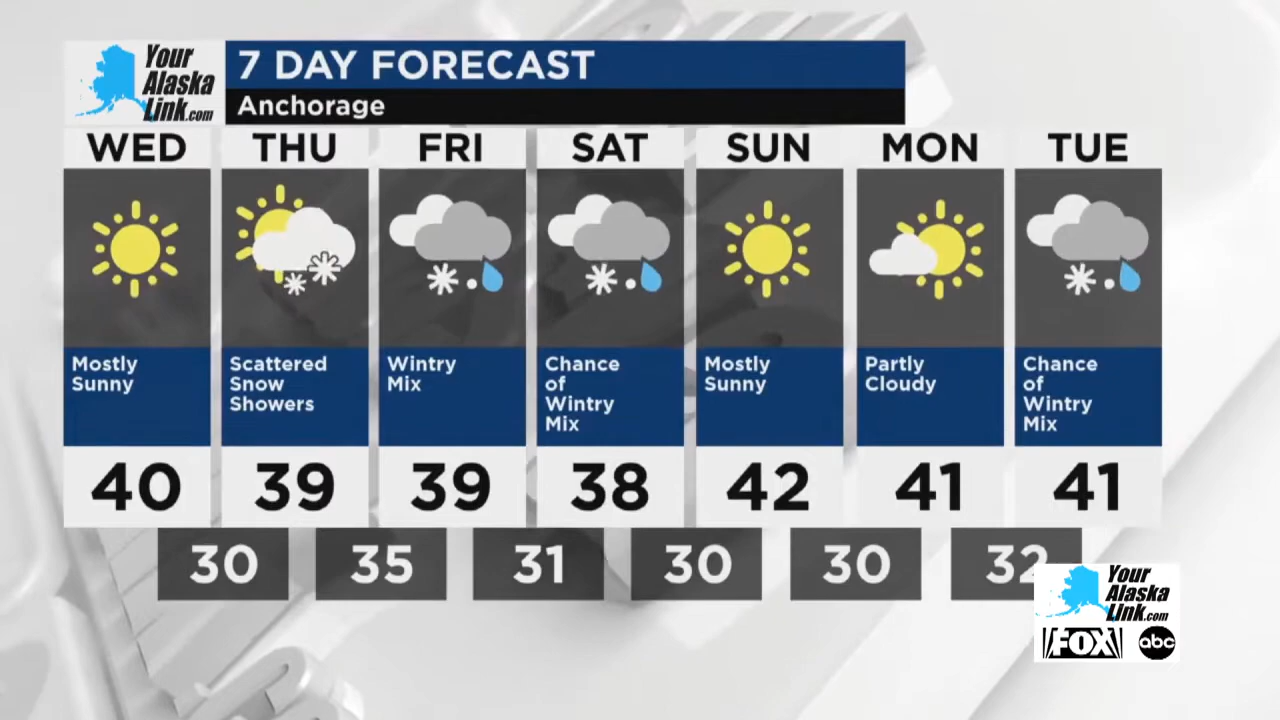 Your
Alaska
Link.com
7 DAY FORECAST
Anchorage
WED THU FRI SAT SUN MON TUE
Mostly
Sunny
Scattered
Snow
Showers
Wintry
Mix
Chance
of
Wintry
Mix
Mostly
Sunny
Partly
Cloudy
Chance
of
Wintry
Mix
40 39 39 38 42 41 41
30 35 31 30 30 32
Your
Alaska
Link.com
FOX abc